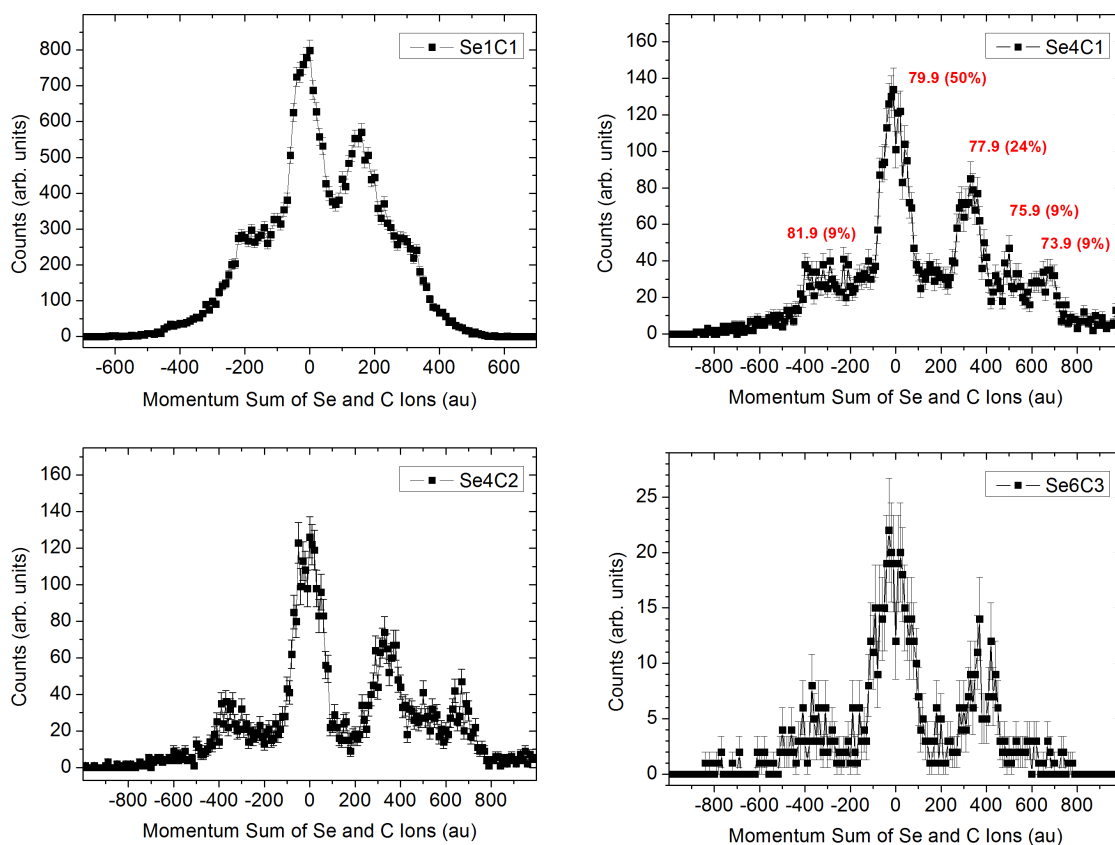 Se1C1
800
700
600
500
400
300
200
100
0
Counts (arb. units)
-600 -400 -200 0 200 400 600
Momentum Sum of Se and C Ions (au)
Se4C1
160
140
120
100
80
60
40
20
0
Counts (arb. units)
79.9 (50%)
77.9 (24%)
75.9 (9%)
81.9 (9%)
73.9 (9%)
-800 -600 -400 -200 0 200 400 600 800
Momentum Sum of Se and C Ions (au)
Se4C2
160
140
120
100
80
60
40
20
0
Counts (arb. units)
-800 -600 -400 -200 0 200 400 600 800
Momentum Sum of Se and C Ions (au)
Se6C3
25
20
15
10
5
0
Counts (arb. units)
-800 -600 -400 -200 0 200 400 600 800
Momentum Sum of Se and C Ions (au)